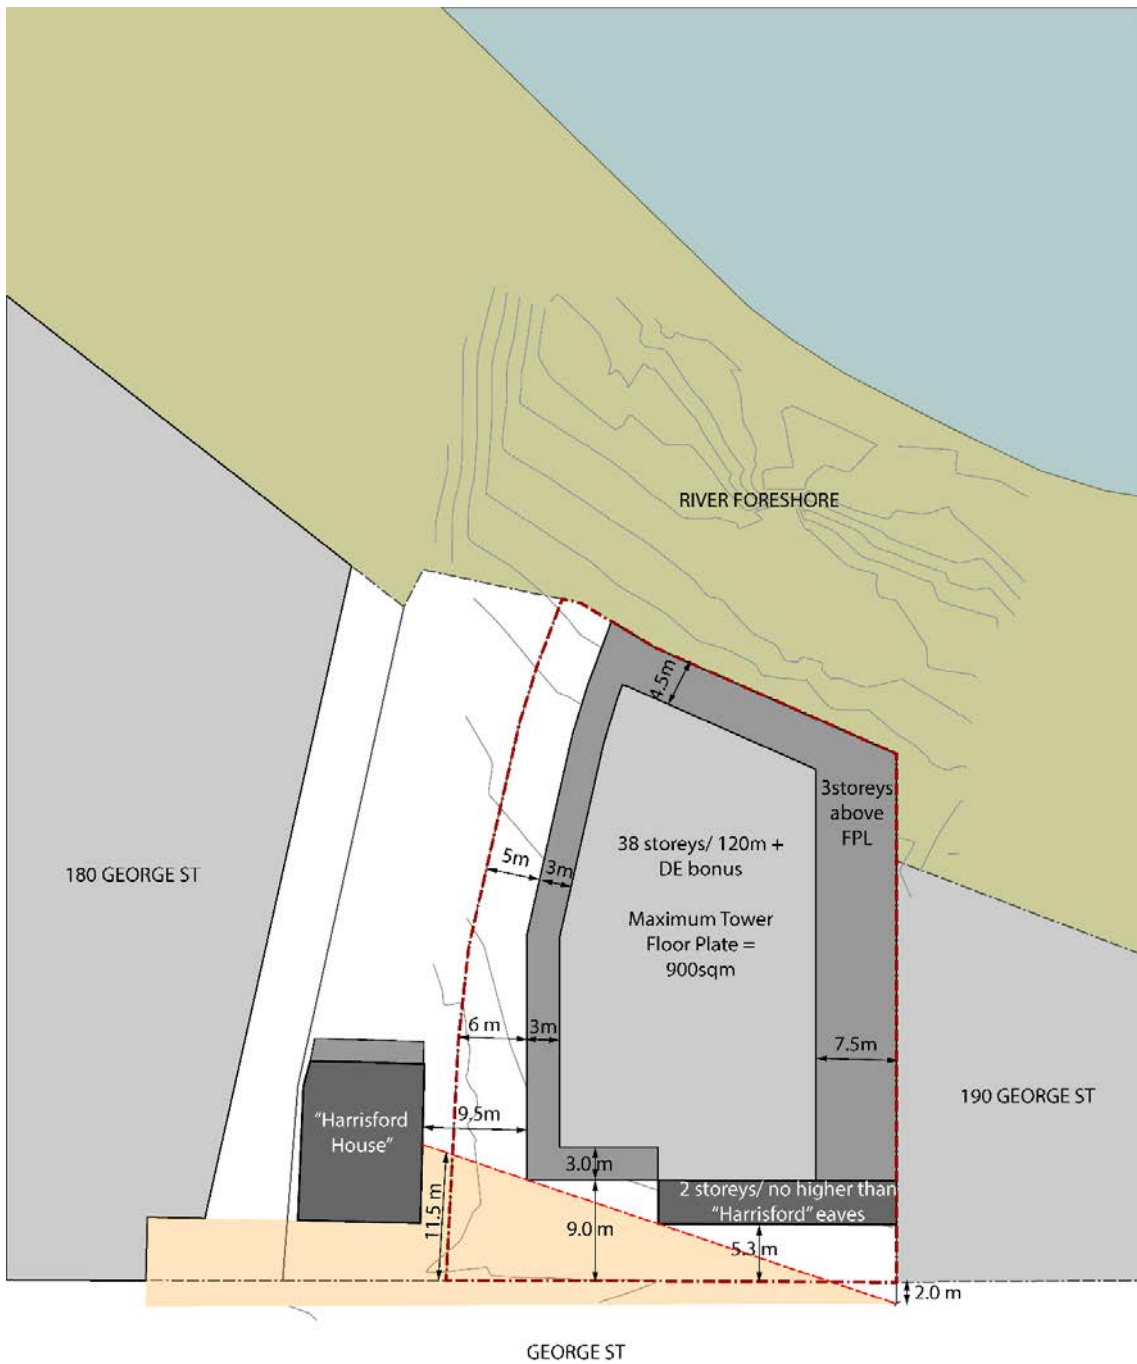 RIVER FORESHORE
4.5m
3storeys
above
FPL
38 storeys/ 120m +
DE bonus
Maximum Tower
Floor Plate =
900sqm
5m
3m
180 GEORGE ST
6 m
3m
7.5m
190 GEORGE ST
"Harrisford
House"
9.5m
3.0 m
11.5 m
9.0 m
2 storeys/ no higher than
"Harrisford" eaves
5.3 m
2.0 m
GEORGE ST